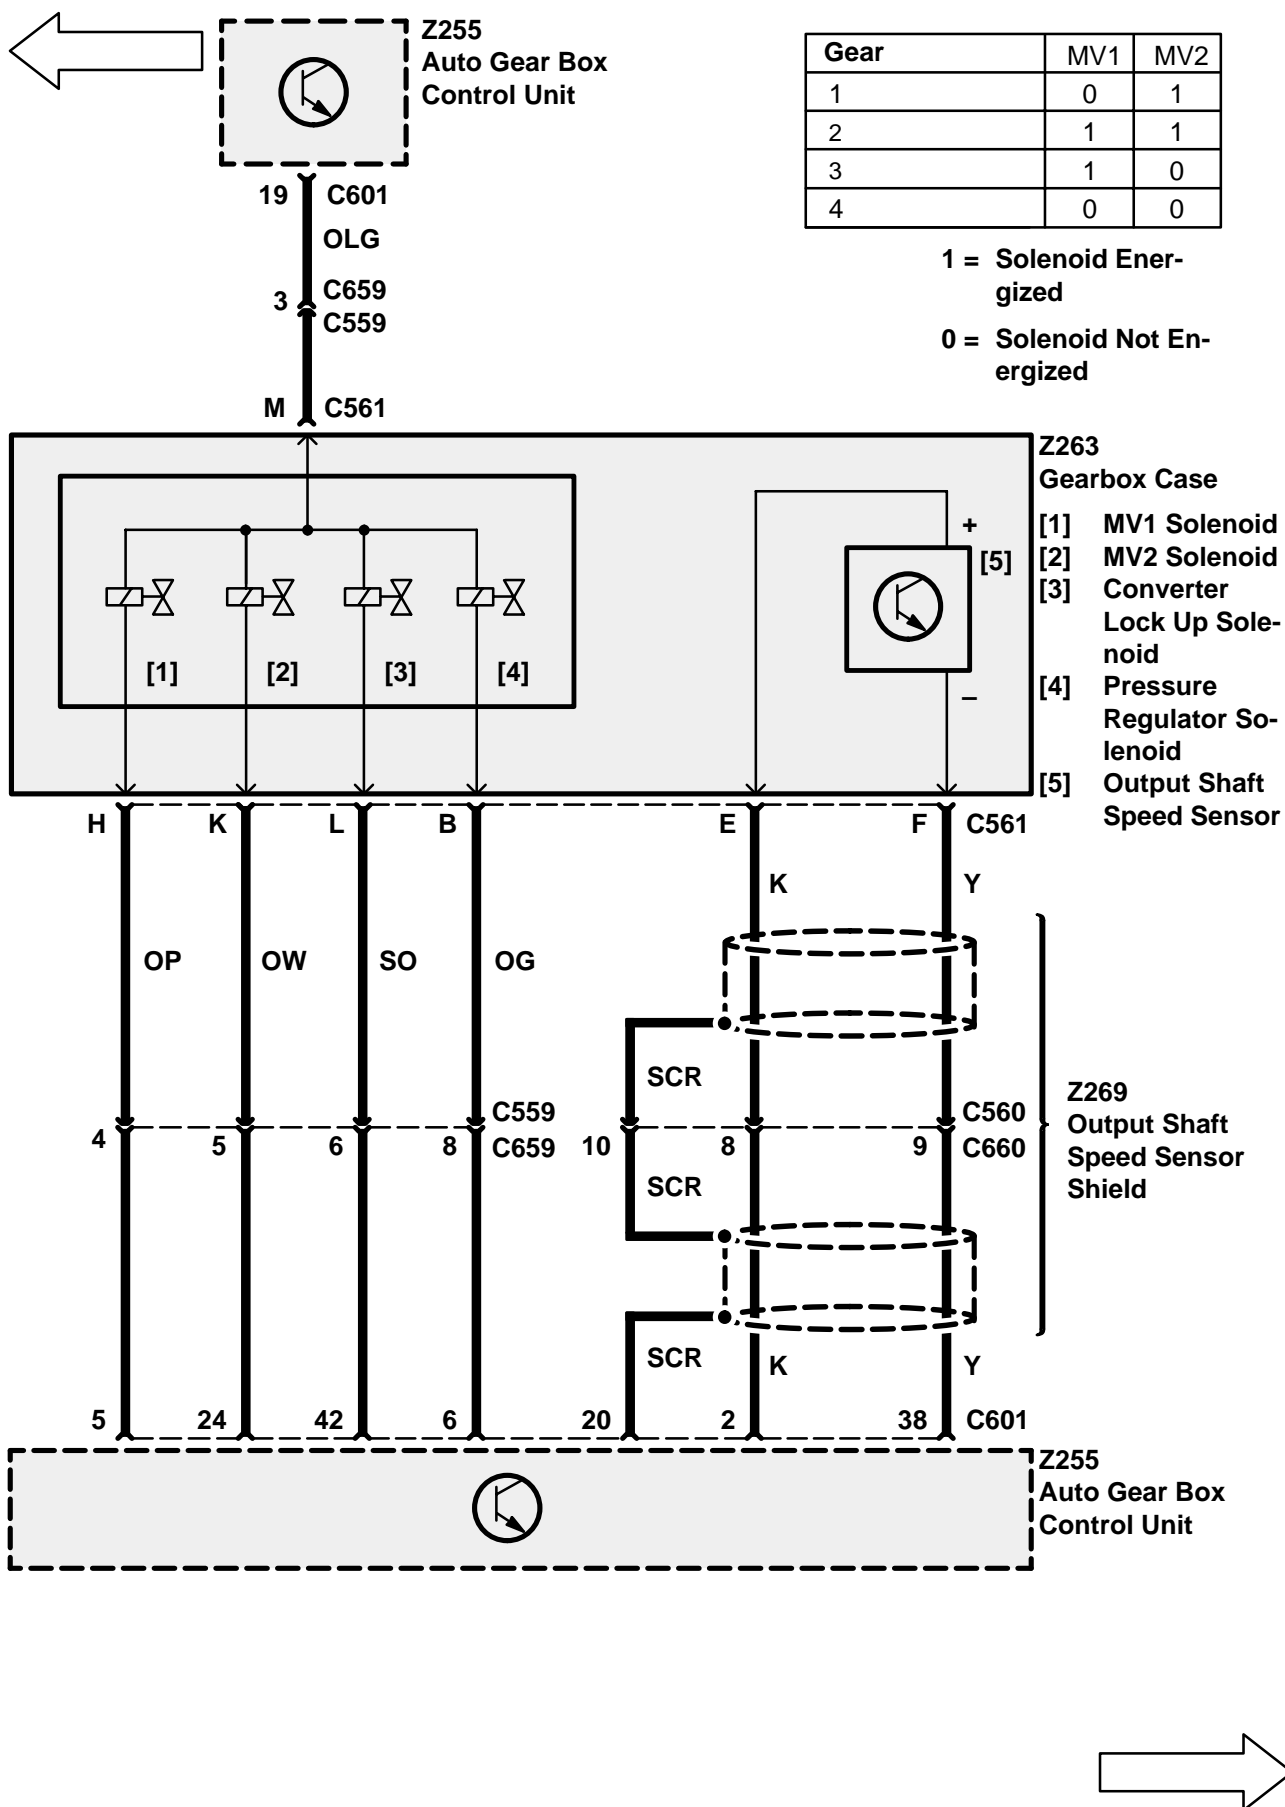 Z255
Auto Gear Box
Control Unit
Gear MV1 MV2
1 0 1
2 1 1
3 1 0
4 0 0
1 = Solenoid Ener-
gized
0 = Solenoid Not En-
ergized
19 C601
OLG
3 C659
C559
M C561
Z263
Gearbox Case
[1] MV1 Solenoid
[2] MV2 Solenoid
[3] Converter
Lock Up Sole-
noid
[4] Pressure
Regulator So-
lenoid
[5] Output Shaft
Speed Sensor
+
[5]
–
[1] [2] [3] [4]
H K L B E F C561
K Y
OP OW SO OG
SCR
C559 C560
4 5 6 8 C659 10 8 9 C660
SCR
Z269
Output Shaft
Speed Sensor
Shield
SCR K Y
5 24 42 6 20 2 38 C601
Z255
Auto Gear Box
Control Unit